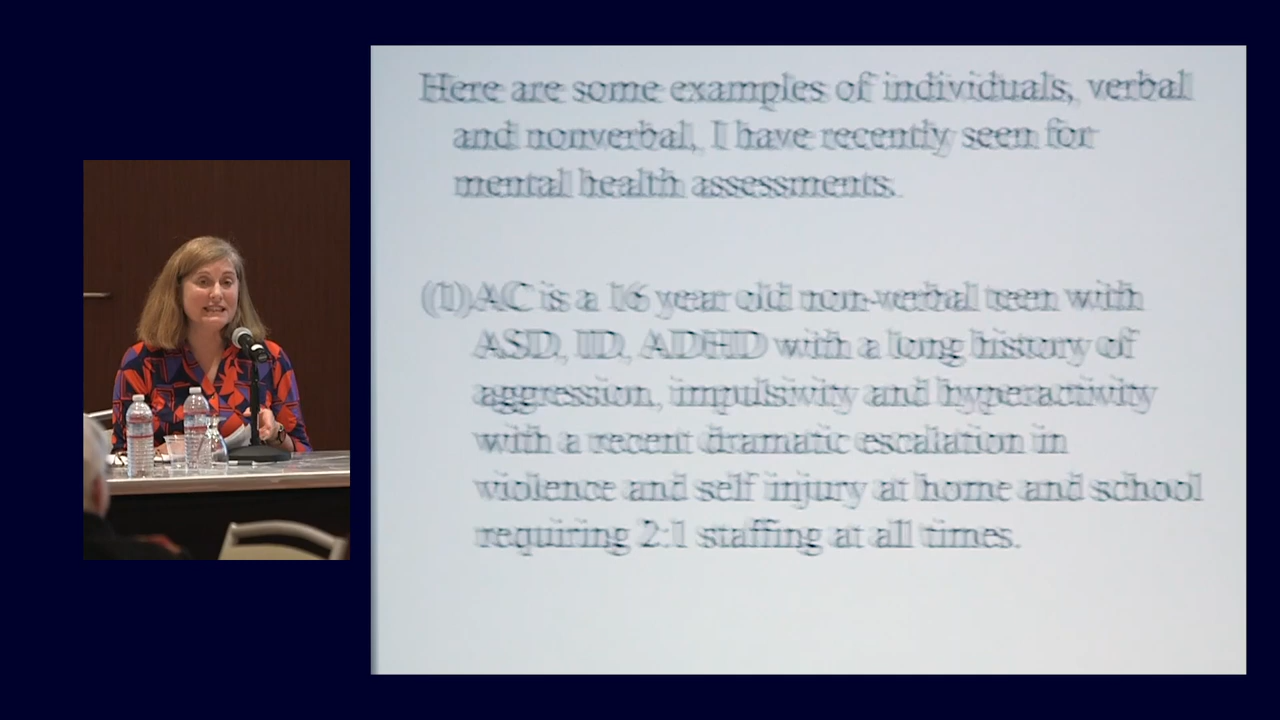 Here are some examples of individuals, verbal
and nonverbal, I have recently seen for
mental health assessments.
(1)AC is a 16 year old non-verbal teen with
ASD, ID, ADHD with a long history of
aggression, impulsivity and hyperactivity
with a recent dramatic escalation in
violence and self injury at home and school
requiring 2:1 staffing at all times.